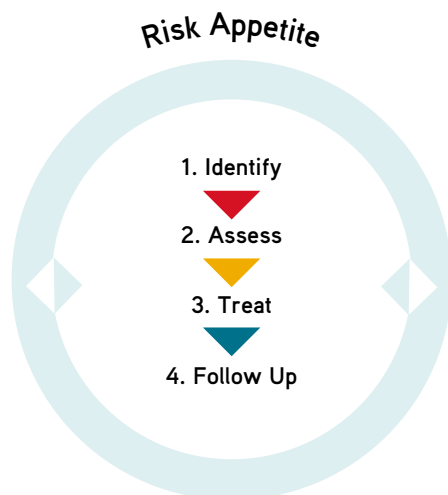 Risk Appetite
1. Identify
2. Assess
3. Treat
4. Follow Up